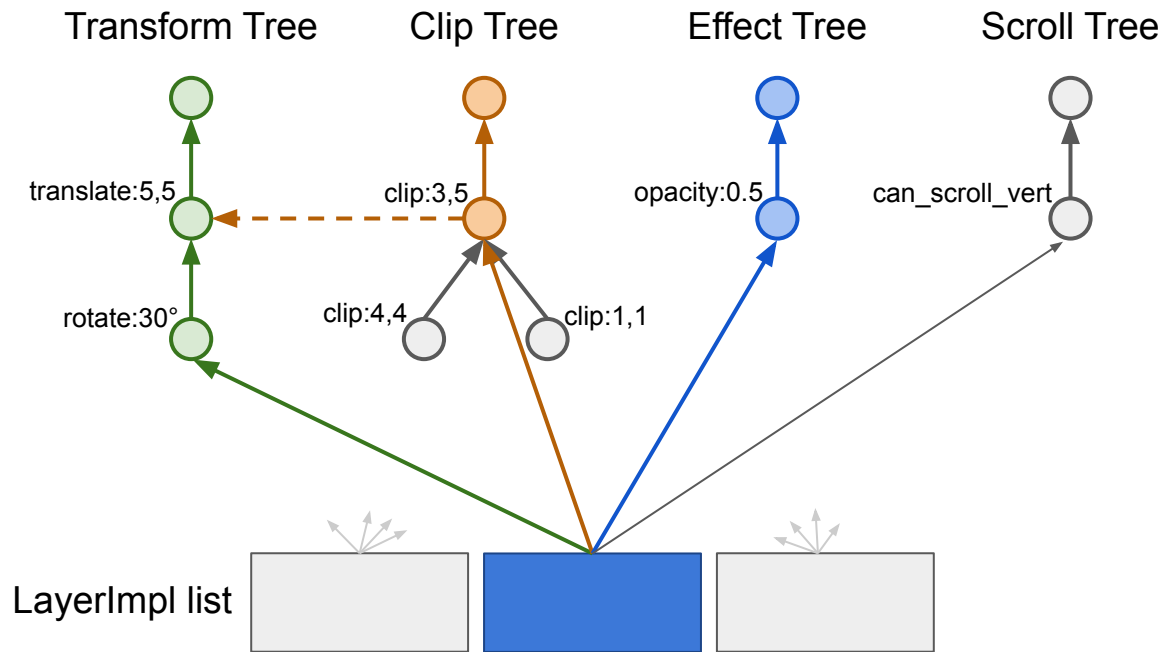 Transform Tree
Clip Tree
Effect Tree
Scroll Tree
translate:5,5
clip:3,5
opacity:0.5
can_scroll_vert
rotate:30°
clip:4,4
clip:1,1
LayerImpl list